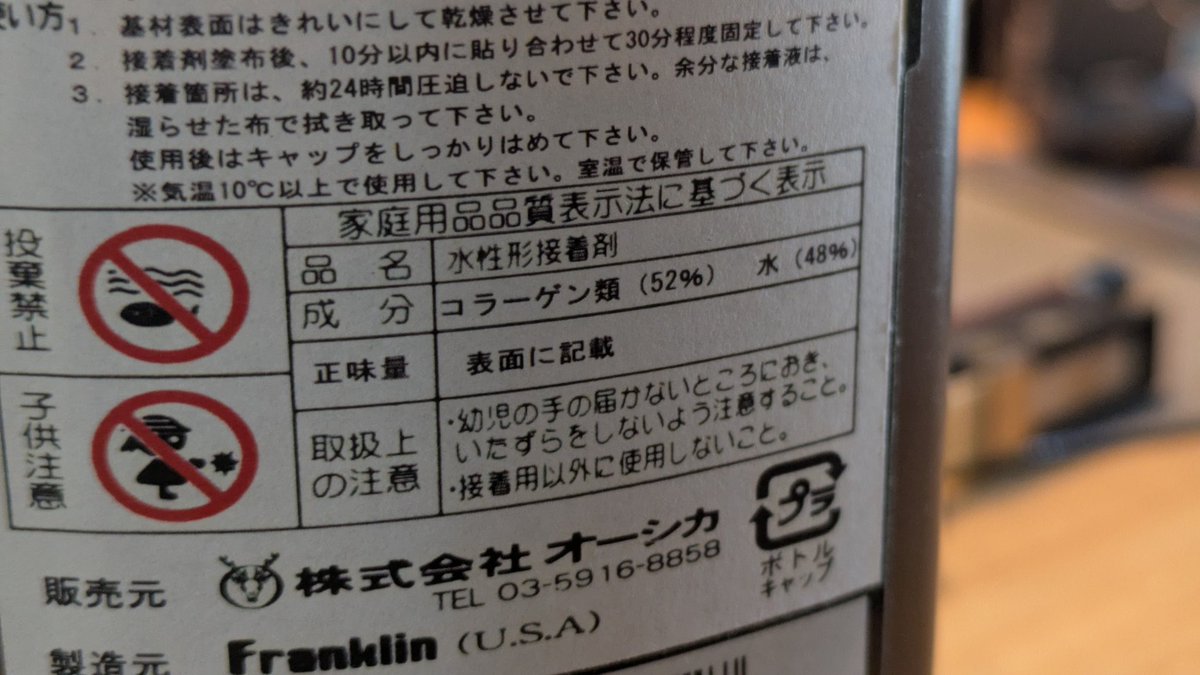 使い方 1. 基材表面はきれいにして乾燥させて下さい。
2. 接着剤塗布後、10分以内に貼り合わせて30分程度固定して下さい。
3. 接着箇所は、約24時間圧迫しないで下さい。余分な接着液は、
湿らせた布で拭き取って下さい。
使用後はキャップをしっかりはめて下さい。
※気温10℃以上で使用して下さい。室温で保管して下さい。
投棄禁止
子供注意
家庭用品品質表示法に基づく表示
品名 水性形接着剤
成分 コラーゲン類(52%) 水(48%)
正味量 表面に記載
取扱上の注意
・幼児の手の届かないところにおき、
いたずらをしないよう注意すること。
・接着用以外に使用しないこと。
プラ
ボトル
キャップ
販売元 株式会社オーシカ
TEL 03-5916-8858
製造元 Franklin (U.S.A)